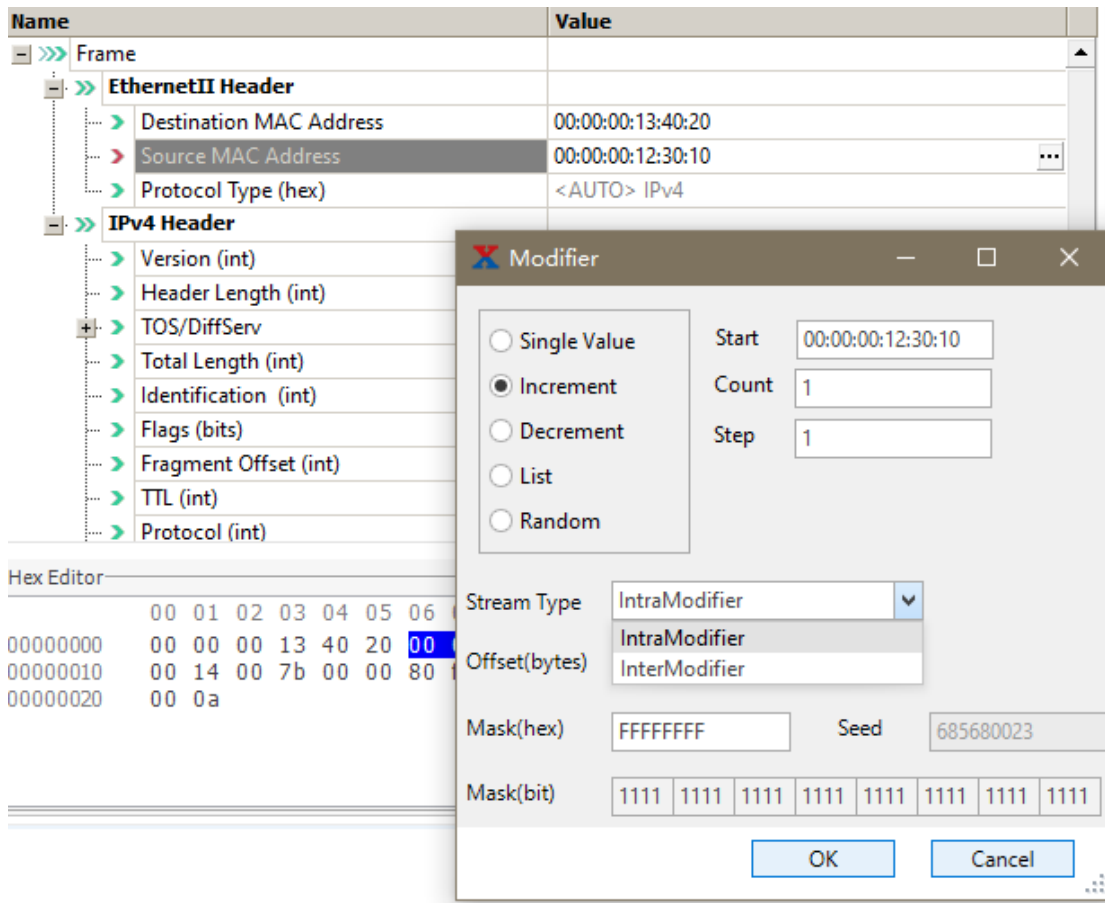 Name Value
Frame
EthernetII Header
Destination MAC Address 00:00:00:13:40:20
Source MAC Address 00:00:00:12:30:10 ...
Protocol Type (hex) <AUTO> IPv4
IPv4 Header
Version (int)
Header Length (int)
TOS/DiffServ
Total Length (int)
Identification (int)
Flags (bits)
Fragment Offset (int)
TTL (int)
Protocol (int)
Hex Editor
00 01 02 03 04 05 06
00000000 00 00 00 13 40 20 00
00000010 00 14 00 7b 00 00 80
00000020 00 0a
Modifier
Single Value
Increment
Decrement
List
Random
Start 00:00:00:12:30:10
Count 1
Step 1
Stream Type IntraModifier
IntraModifier
InterModifier
Offset(bytes)
Mask(hex) FFFFFFFF Seed 685680023
Mask(bit) 1111 1111 1111 1111 1111 1111 1111 1111
OK Cancel